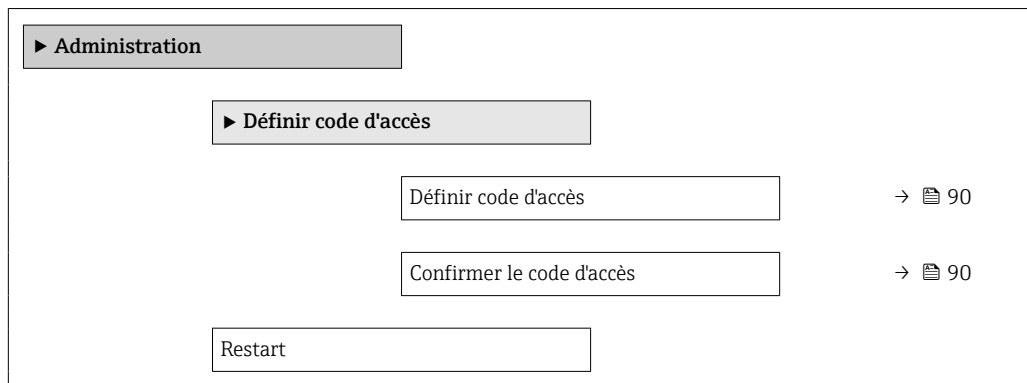 ▶ Administration
▶ Définir code d'accès
Définir code d'accès → 90
Confirmer le code d'accès → 90
Restart